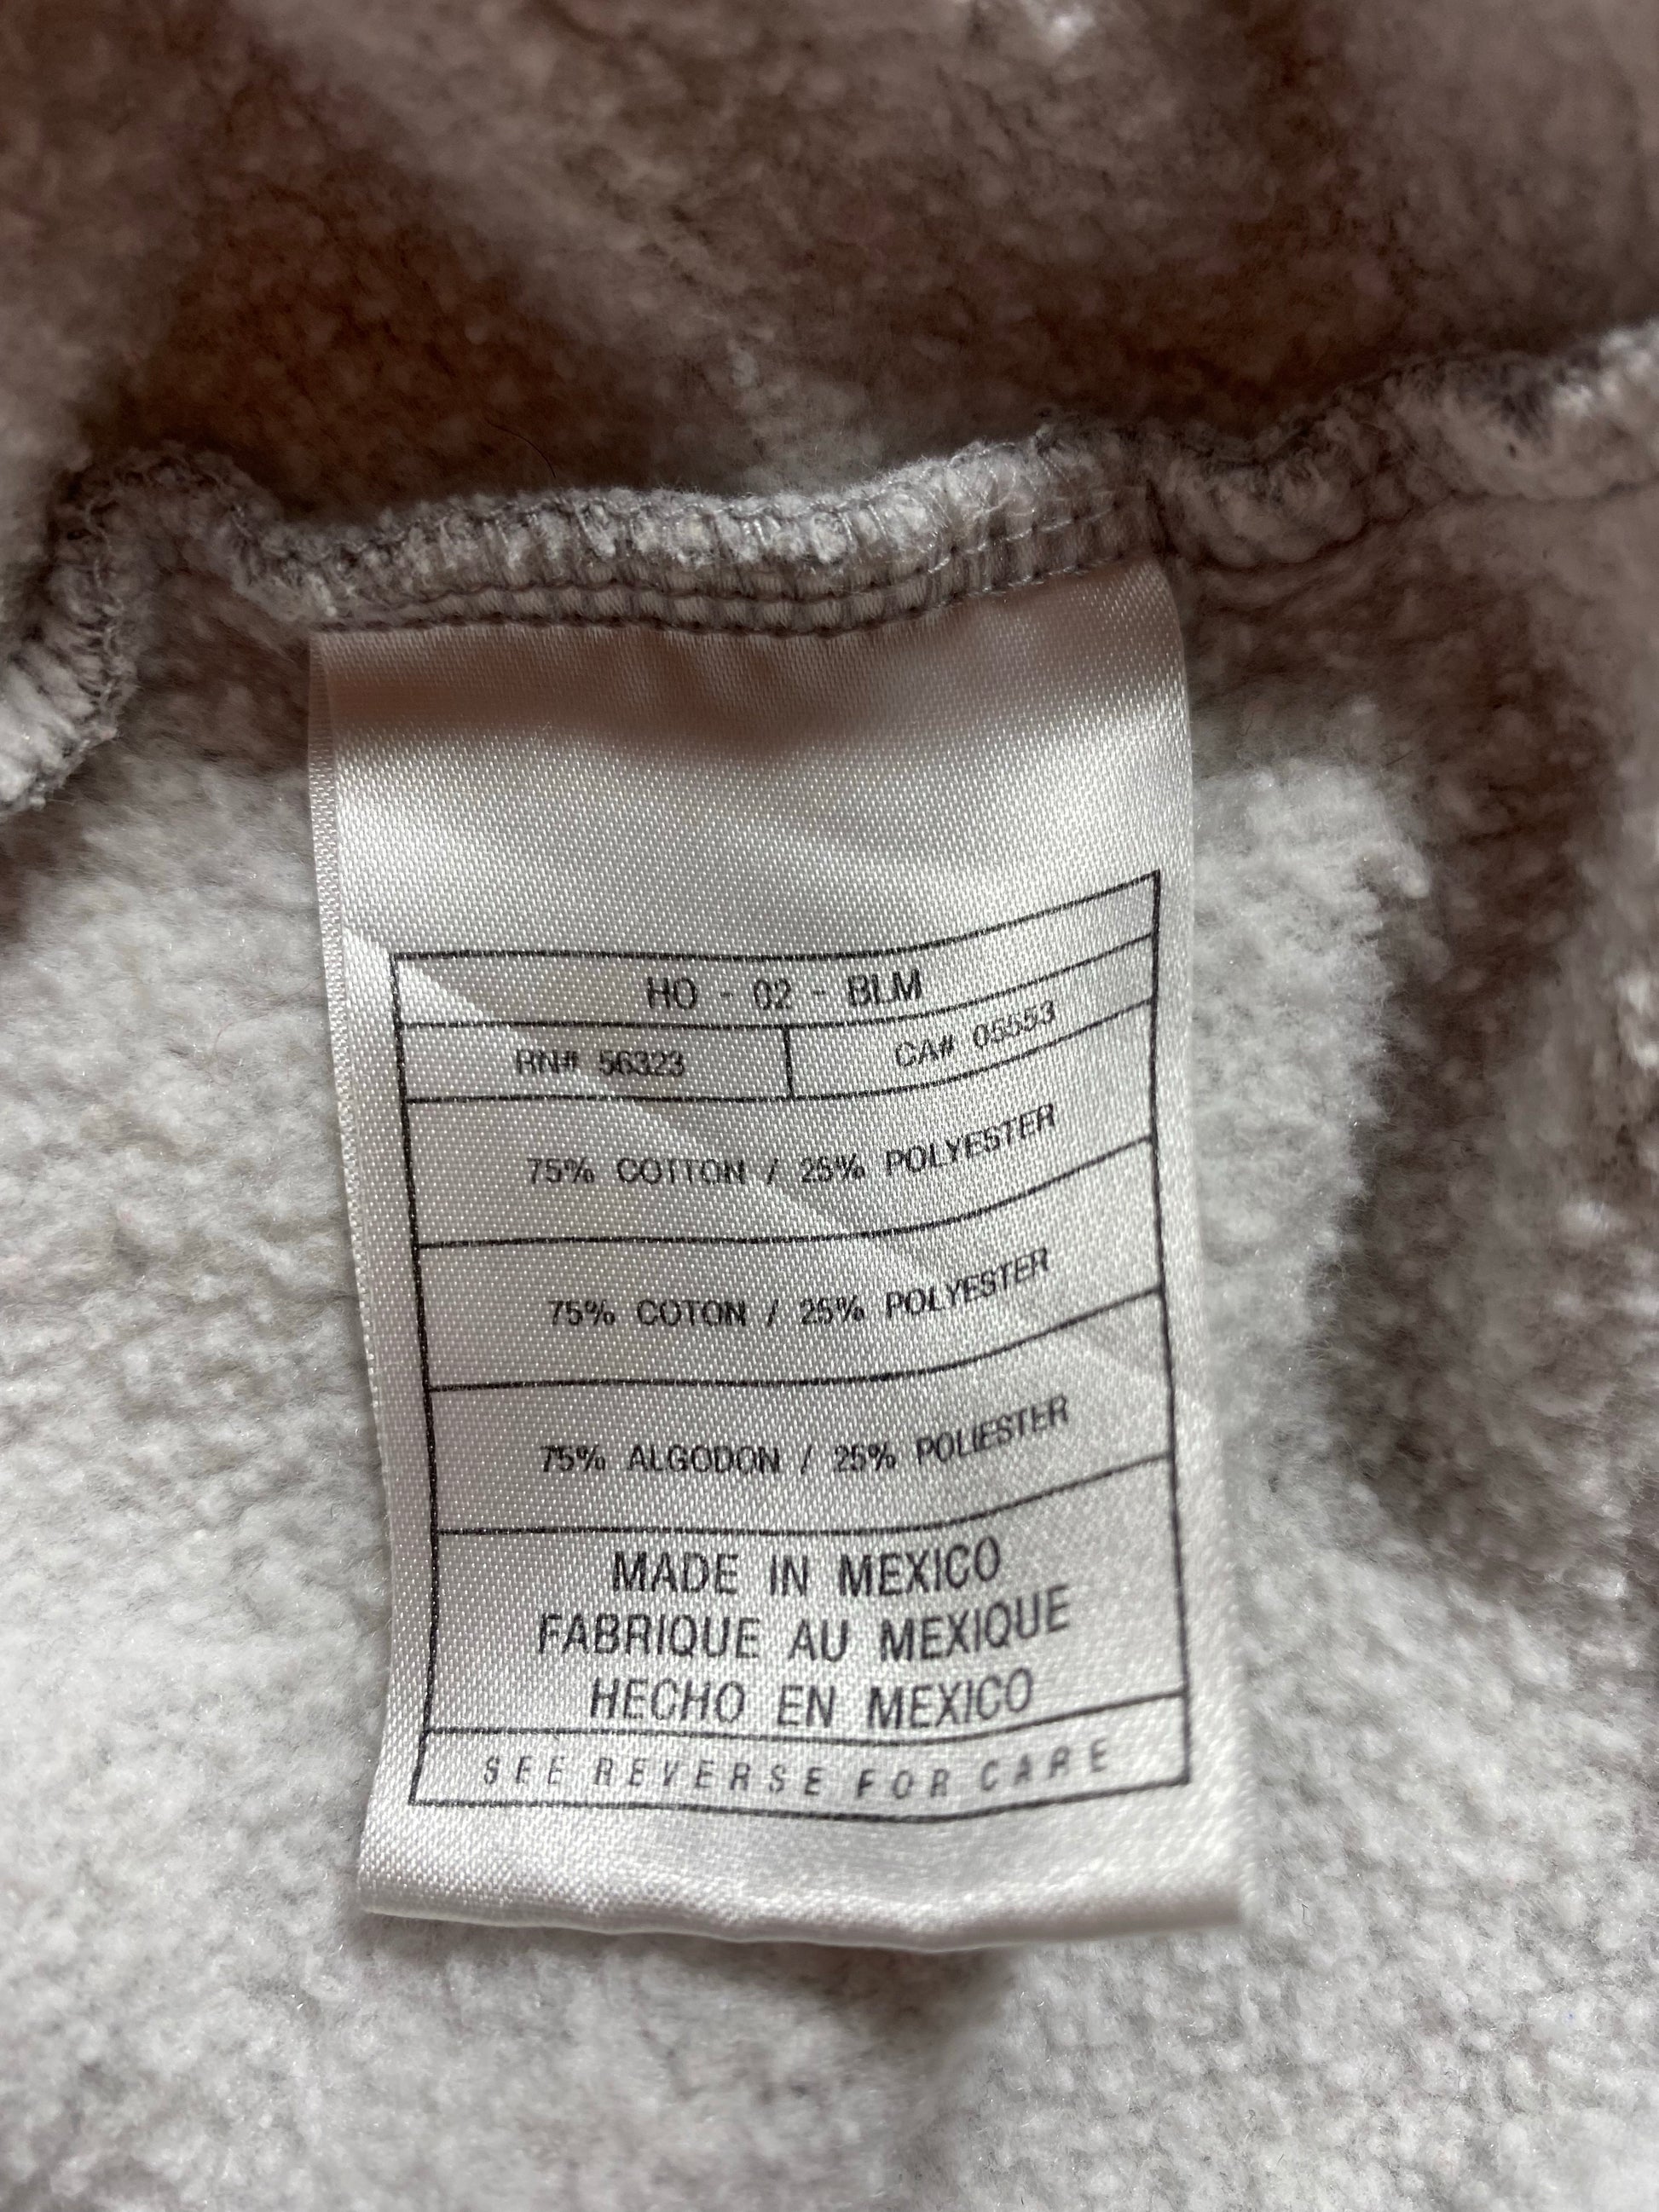 HO - 02 - BLM
RN# 56323 CA# 05553
75% COTTON / 25% POLYESTER
75% COTON / 25% POLYESTER
75% ALGODON / 25% POLIESTER
MADE IN MEXICO
FABRIQUE AU MEXIQUE
HECHO EN MEXICO
SEE REVERSE FOR CARE